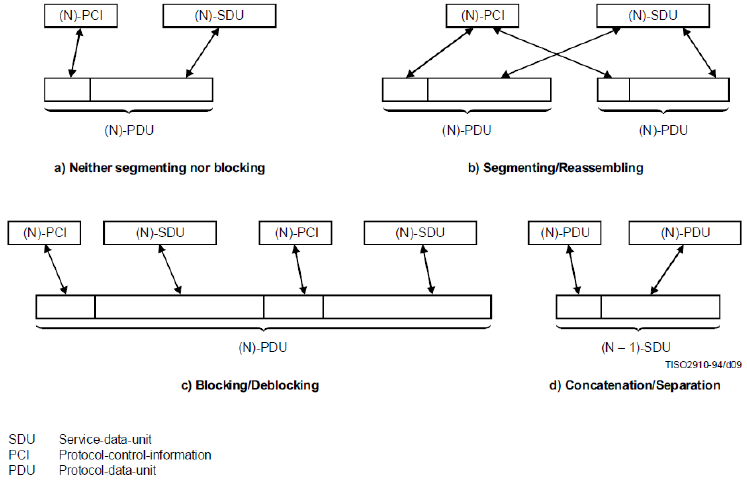 (N)-PCI (N)-SDU (N)-PCI (N)-SDU
(N)-PDU (N)-PDU (N)-PDU
a) Neither segmenting nor blocking b) Segmenting/Reassembling
(N)-PCI (N)-SDU (N)-PCI (N)-SDU (N)-PDU (N)-PDU
(N)-PDU (N – 1)-SDU
TISO2910-94/d09
c) Blocking/Deblocking d) Concatenation/Separation
SDU Service-data-unit
PCI Protocol-control-information
PDU Protocol-data-unit